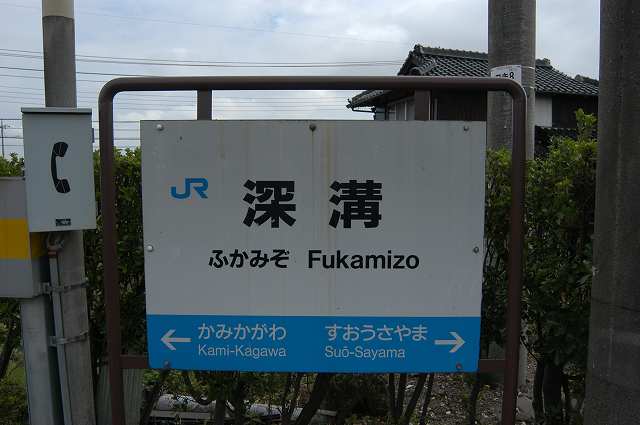 JR 深溝
ふかみぞ Fukamizo
← かみかがわ すおうさやま →
Kami-Kagawa Suō-Sayama